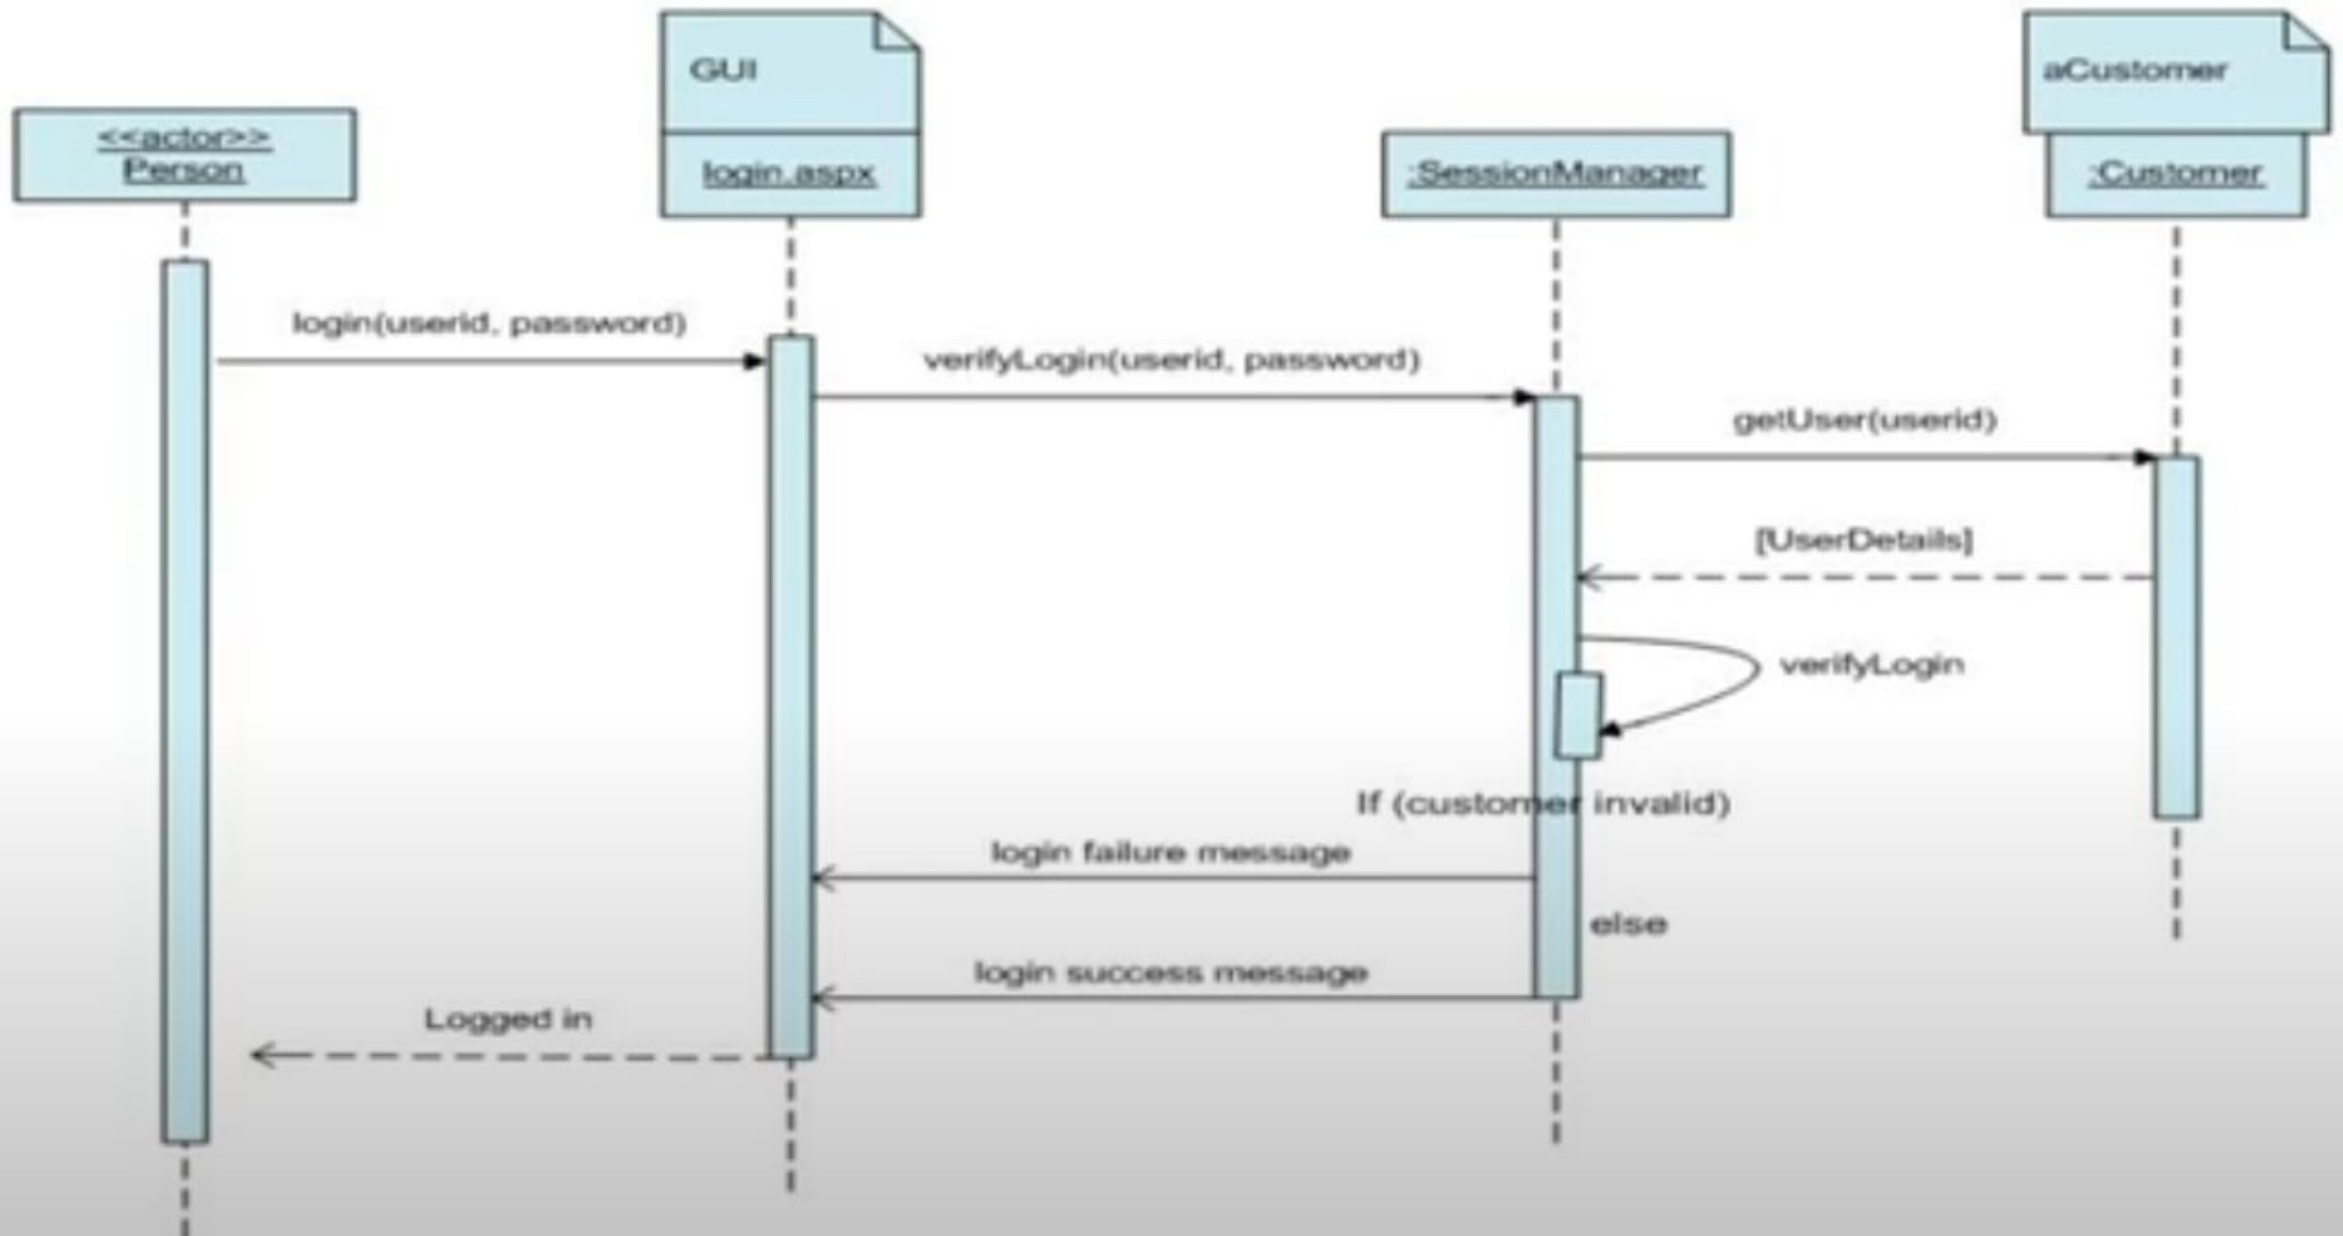 GUI
aCustomer
<<actor>>
Person
login.aspx
:SessionManager
:Customer
login(userid, password)
verifyLogin(userid, password)
getUser(userid)
[UserDetails]
verifyLogin
If (customer invalid)
login failure message
else
login success message
Logged in